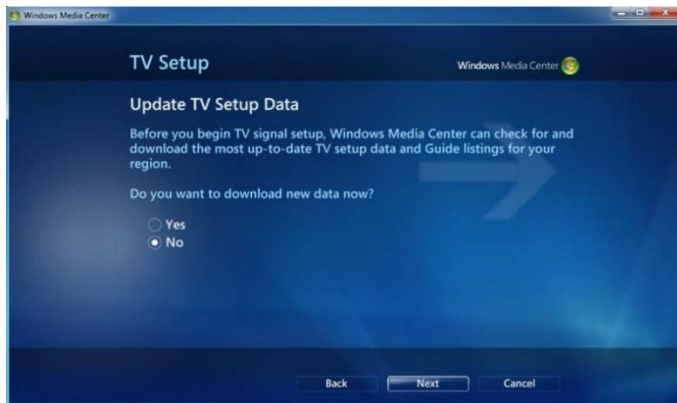 Windows Media Center
TV Setup
Windows Media Center
Update TV Setup Data
Before you begin TV signal setup, Windows Media Center can check for and
download the most up-to-date TV setup data and Guide listings for your
region.
Do you want to download new data now?
Yes
No
Back Next Cancel